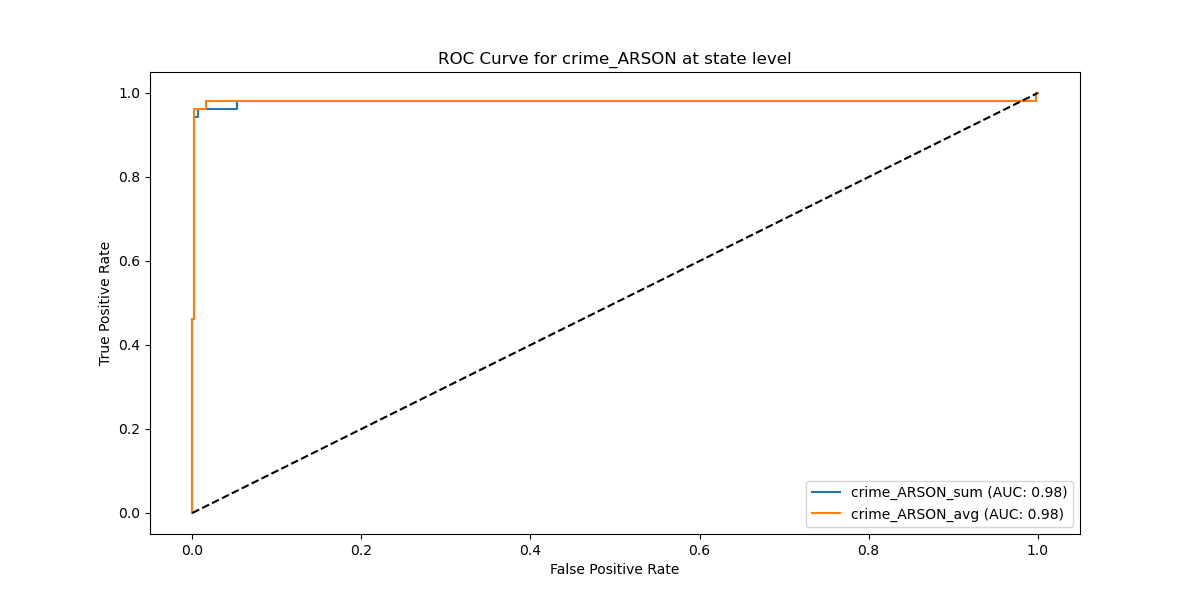 ROC Curve for crime_ARSON at state level
True Positive Rate
1.0
0.8
0.6
0.4
0.2
0.0
crime_ARSON_sum (AUC: 0.98)
crime_ARSON_avg (AUC: 0.98)
0.0 0.2 0.4 0.6 0.8 1.0
False Positive Rate